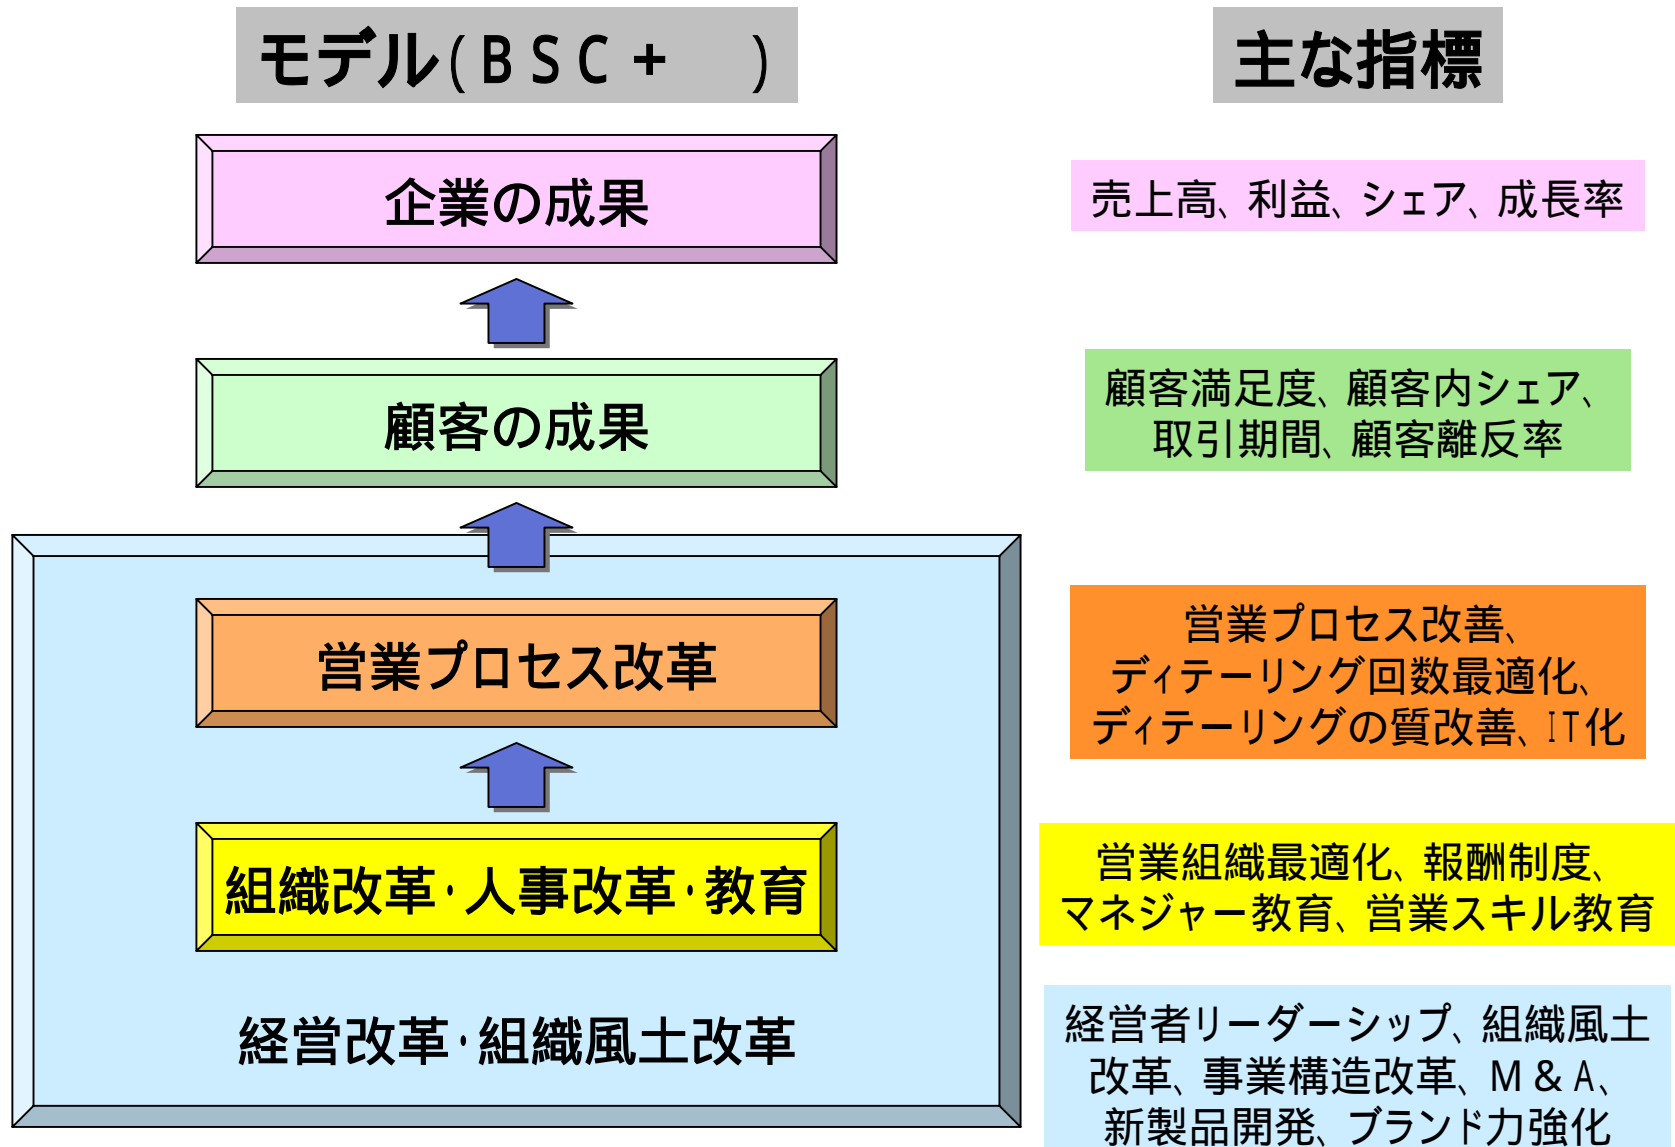 モデル(BSC+　)
主な指標
企業の成果
売上高、利益、シェア、成長率
顧客の成果
顧客満足度、顧客内シェア、
取引期間、顧客離反率
営業プロセス改革
営業プロセス改善、
ディテーリング回数最適化、
ディテーリングの質改善、IT化
組織改革・人事改革・教育
営業組織最適化、報酬制度、
マネジャー教育、営業スキル教育
経営改革・組織風土改革
経営者リーダーシップ、組織風土
改革、事業構造改革、M&A、
新製品開発、ブランド力強化